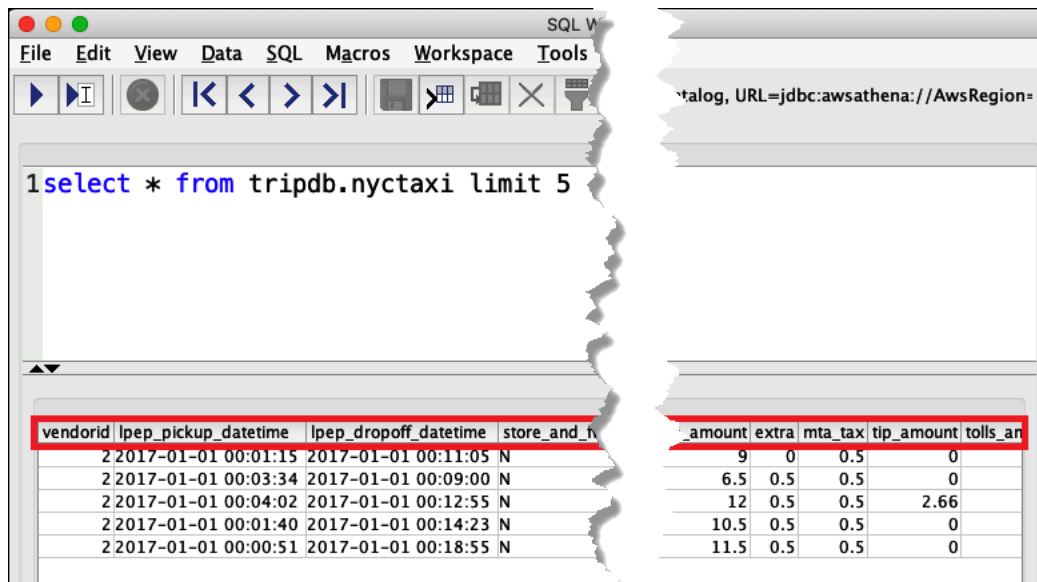 SQL W
File Edit View Data SQL Macros Workspace Tools
talog, URL=jdbc:awsathena://AwsRegion=
1 select * from tripdb.nyctaxi limit 5
vendorid lpep_pickup_datetime lpep_dropoff_datetime store_and_f _amount extra mta_tax tip_amount tolls_am
2 2017-01-01 00:01:15 2017-01-01 00:11:05 N 9 0 0.5 0
2 2017-01-01 00:03:34 2017-01-01 00:09:00 N 6.5 0.5 0.5 0
2 2017-01-01 00:04:02 2017-01-01 00:12:55 N 12 0.5 0.5 2.66
2 2017-01-01 00:01:40 2017-01-01 00:14:23 N 10.5 0.5 0.5 0
2 2017-01-01 00:00:51 2017-01-01 00:18:55 N 11.5 0.5 0.5 0